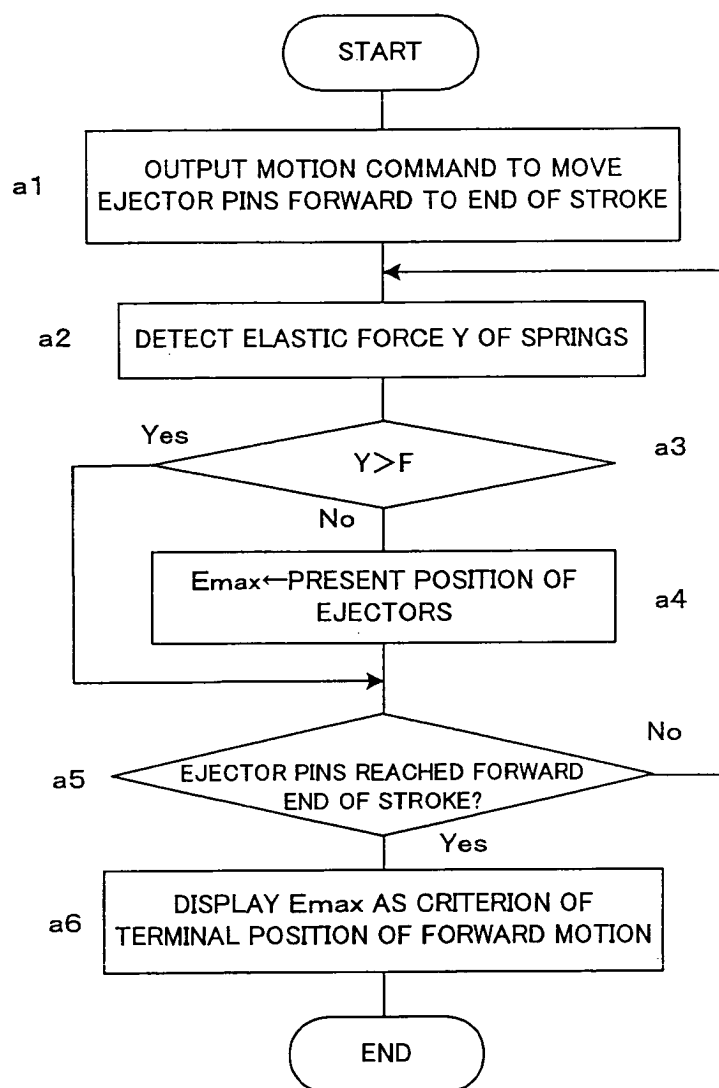 START
a1
OUTPUT MOTION COMMAND TO MOVE
EJECTOR PINS FORWARD TO END OF STROKE
a2
DETECT ELASTIC FORCE Y OF SPRINGS
Yes
Y>F
a3
No
Emax←PRESENT POSITION OF
EJECTORS
a4
No
a5
EJECTOR PINS REACHED FORWARD
END OF STROKE?
Yes
a6
DISPLAY Emax AS CRITERION OF
TERMINAL POSITION OF FORWARD MOTION
END